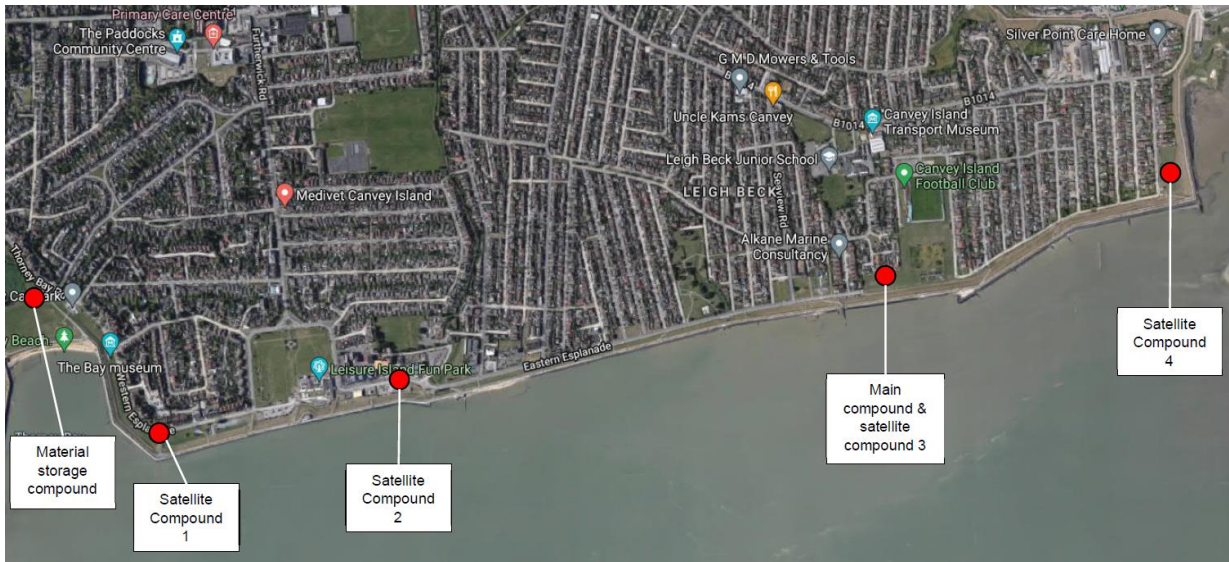 Primary Care Centre
The Paddocks
Community Centre
Furtherwick Rd
Silver Point Care Home
G M D Mowers & Tools
B1014
B1014
Uncle Kams Canvey
B1014
Canvey Island
Transport Museum
Leigh Beck Junior School
Canvey Island
Football Club
LEIGH BECK
Seaview Rd
Medivet Canvey Island
Alkane Marine
Consultancy
Thorney Bay
y Beach
The Bay museum
Western Esplanade
Leisure Island Fun Park
Eastern Esplanade
Material
storage
compound
Satellite
Compound
1
Satellite
Compound
2
Main
compound &
satellite
compound 3
Satellite
Compound
4